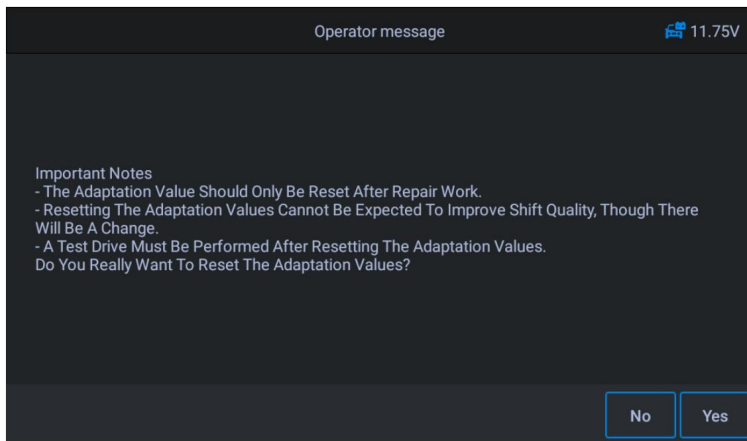 Operator message
11.75V
Important Notes
- The Adaptation Value Should Only Be Reset After Repair Work.
- Resetting The Adaptation Values Cannot Be Expected To Improve Shift Quality, Though There
Will Be A Change.
- A Test Drive Must Be Performed After Resetting The Adaptation Values.
Do You Really Want To Reset The Adaptation Values?
No
Yes